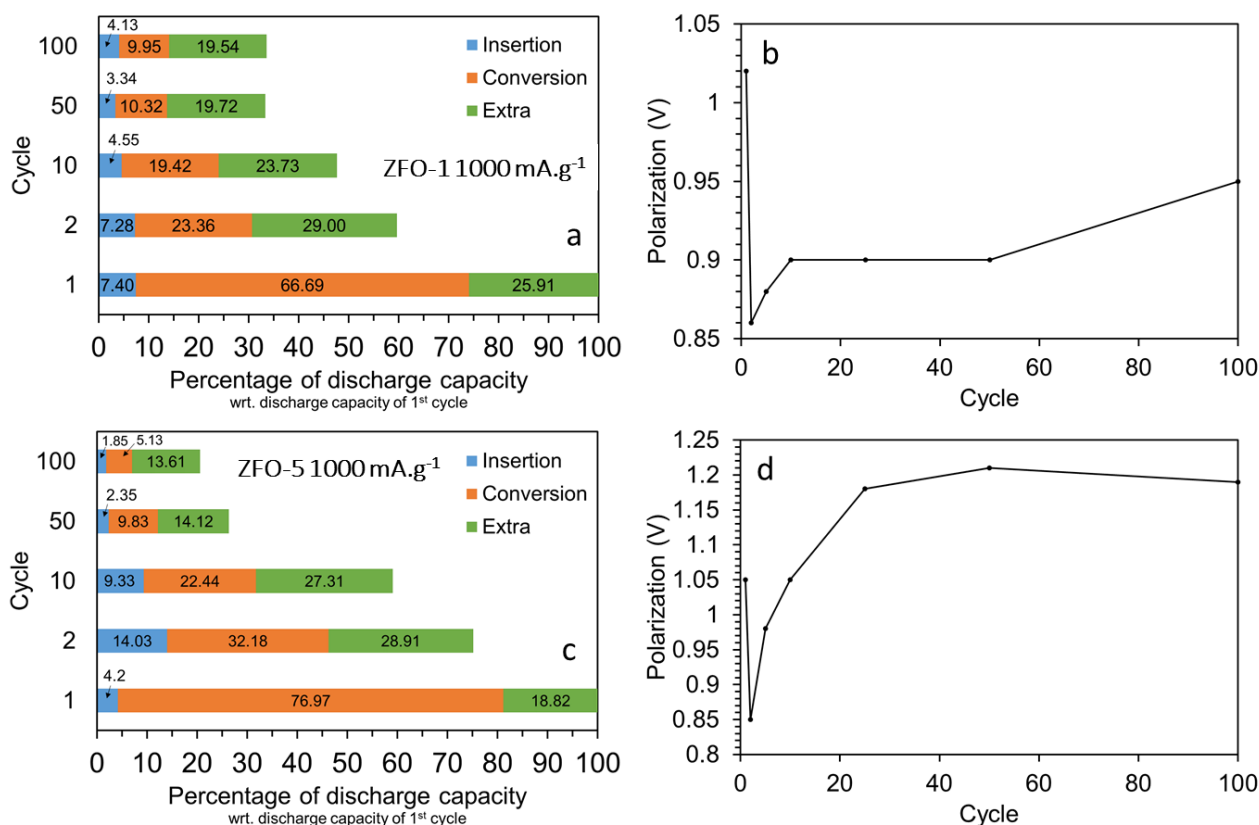 4.13
100
9.95
19.54
Insertion
3.34
Conversion
50
10.32
19.72
Extra
4.55
10
19.42
23.73
ZFO-1 1000 mA.g⁻¹
Cycle
2
7.28
23.36
29.00
a
1
7.40
66.69
25.91
0 10 20 30 40 50 60 70 80 90 100
Percentage of discharge capacity
wrt. discharge capacity of 1st cycle
b
1.05
1
0.95
0.9
0.85
Polarization (V)
0 20 40 60 80 100
Cycle
1.85
5.13
100
13.61
ZFO-5 1000 mA.g⁻¹
Insertion
2.35
Conversion
50
9.83
14.12
Extra
10
9.33
22.44
27.31
Cycle
2
14.03
32.18
28.91
c
4.2
1
76.97
18.82
0 10 20 30 40 50 60 70 80 90 100
Percentage of discharge capacity
wrt. discharge capacity of 1st cycle
d
1.25
1.2
1.15
1.1
1.05
1
0.95
0.9
0.85
0.8
Polarization (V)
0 20 40 60 80 100
Cycle